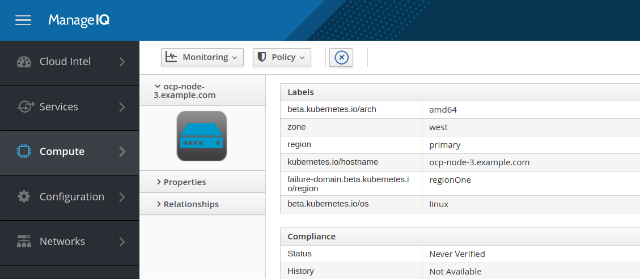 ManageIQ
Cloud Intel
Services
Compute
Configuration
Networks
Monitoring
Policy
ocp-node-
3.example.com
Properties
Relationships
Labels
beta.kubernetes.io/arch amd64
zone west
region primary
kubernetes.io/hostname ocp-node-3.example.com
failure-domain.beta.kubernetes.i regionOne
o/region
beta.kubernetes.io/os linux
Compliance
Status Never Verified
History Not Available